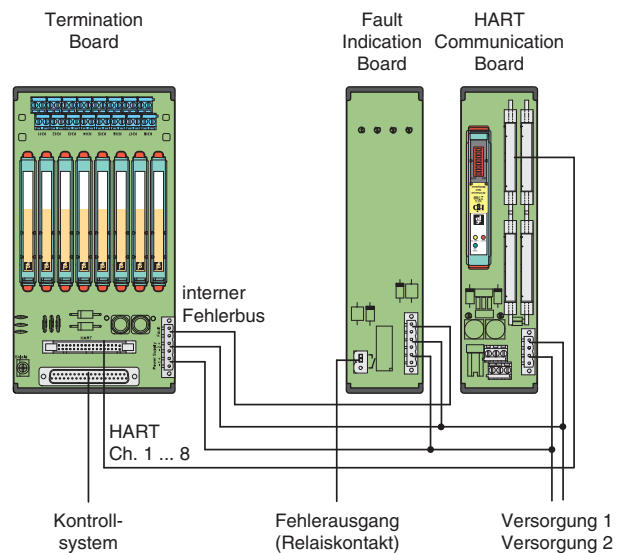 Termination
Board
Fault
Indication
Board
HART
Communication
Board
interner
Fehlerbus
HART
HART
Ch. 1 ... 8
Kontroll-
system
Fehlerausgang
(Relaiskontakt)
Versorgung 1
Versorgung 2